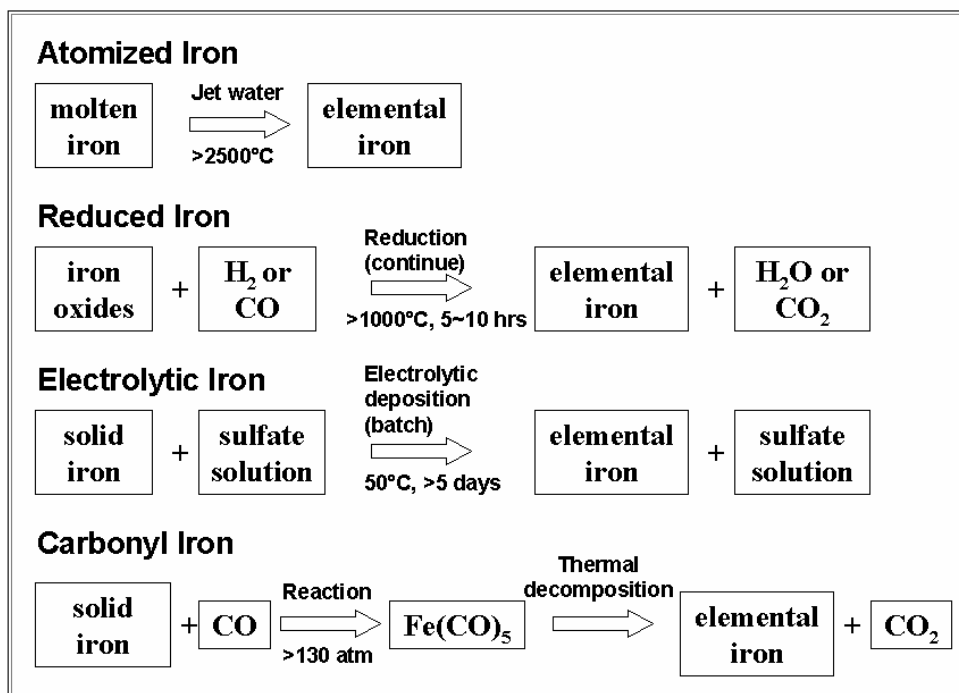 Atomized Iron
molten
iron
Jet water
>2500°C
elemental
iron
Reduced Iron
iron
oxides
+
H₂ or
CO
Reduction
(continue)
>1000°C, 5~10 hrs
elemental
iron
+
H₂O or
CO₂
Electrolytic Iron
solid
iron
+
sulfate
solution
Electrolytic
deposition
(batch)
50°C, >5 days
elemental
iron
+
sulfate
solution
Carbonyl Iron
solid
iron
+
CO
Reaction
>130 atm
Fe(CO)₅
Thermal
decomposition
elemental
iron
+
CO₂